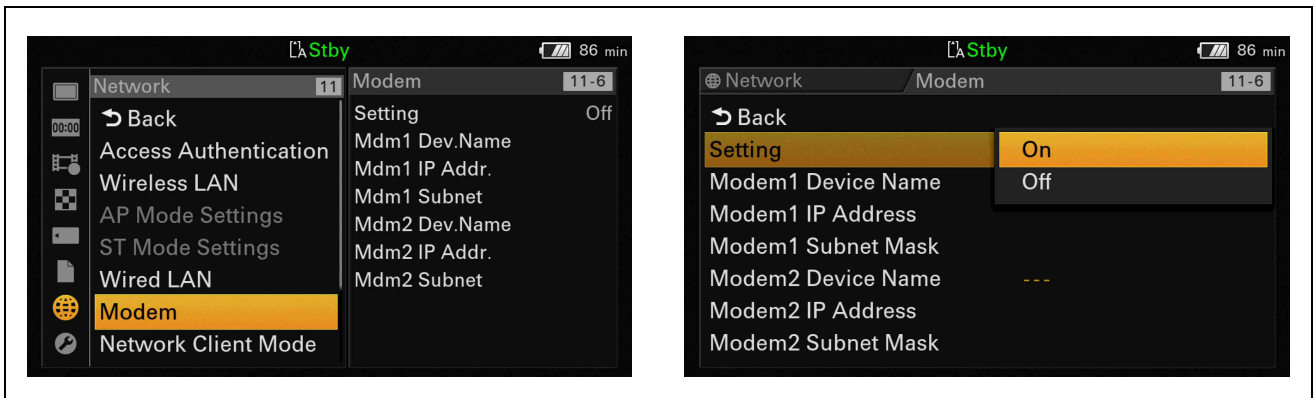 Stby
86 min
Network 11
Modem 11-6
00:00
Back
Access Authentication
Wireless LAN
AP Mode Settings
ST Mode Settings
Wired LAN
Modem
Network Client Mode
Setting Off
Mdm1 Dev.Name
Mdm1 IP Addr.
Mdm1 Subnet
Mdm2 Dev.Name
Mdm2 IP Addr.
Mdm2 Subnet
Stby
86 min
Network Modem 11-6
Back
Setting On
Off
Modem1 Device Name
Modem1 IP Address
Modem1 Subnet Mask
Modem2 Device Name ---
Modem2 IP Address
Modem2 Subnet Mask